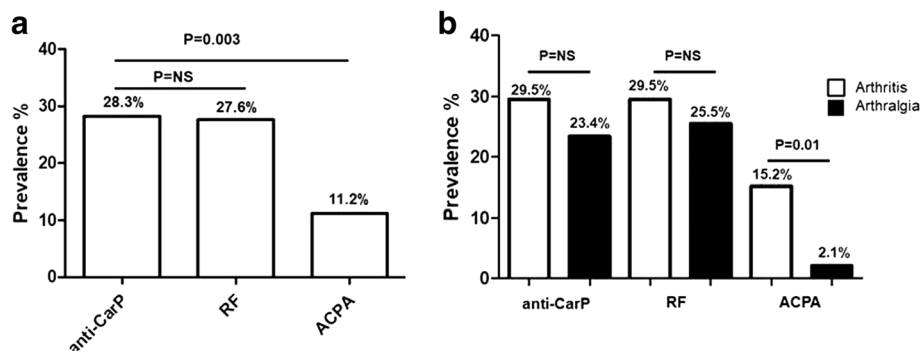 a
P=0.003
P=NS
28.3%
27.6%
11.2%
40
30
20
10
0
Prevalence %
anti-CarP
RF
ACPA
b
P=NS
P=NS
P=0.01
29.5%
23.4%
29.5%
25.5%
15.2%
2.1%
Arthritis
Arthralgia
40
30
20
10
0
Prevalence %
anti-CarP
RF
ACPA